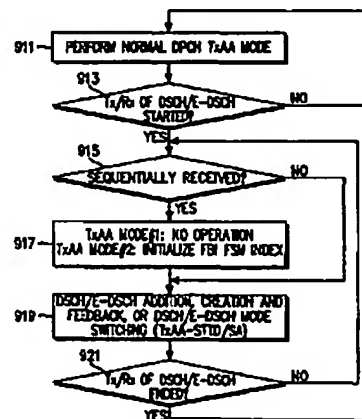 911
PERFORM NORMAL DPCH TxAA MODE
913
Tx/Rx OF DSCH/E-DSCH
STARTED?
NO
YES
915
SEQUENTIALLY RECEIVED?
NO
YES
917
TxAA MODE#1: NO OPERATION
TxAA MODE#2: INITIALIZE FBI FSM INDEX.
919
DSCH/E-DSCH ADDITION, CREATION AND
FEEDBACK, OR DSCH/E-DSCH MODE
SWITCHING (TxAA-STTD/SA)
921
Tx/Rx OF DSCH/E-DSCH
ENDED?
NO
YES